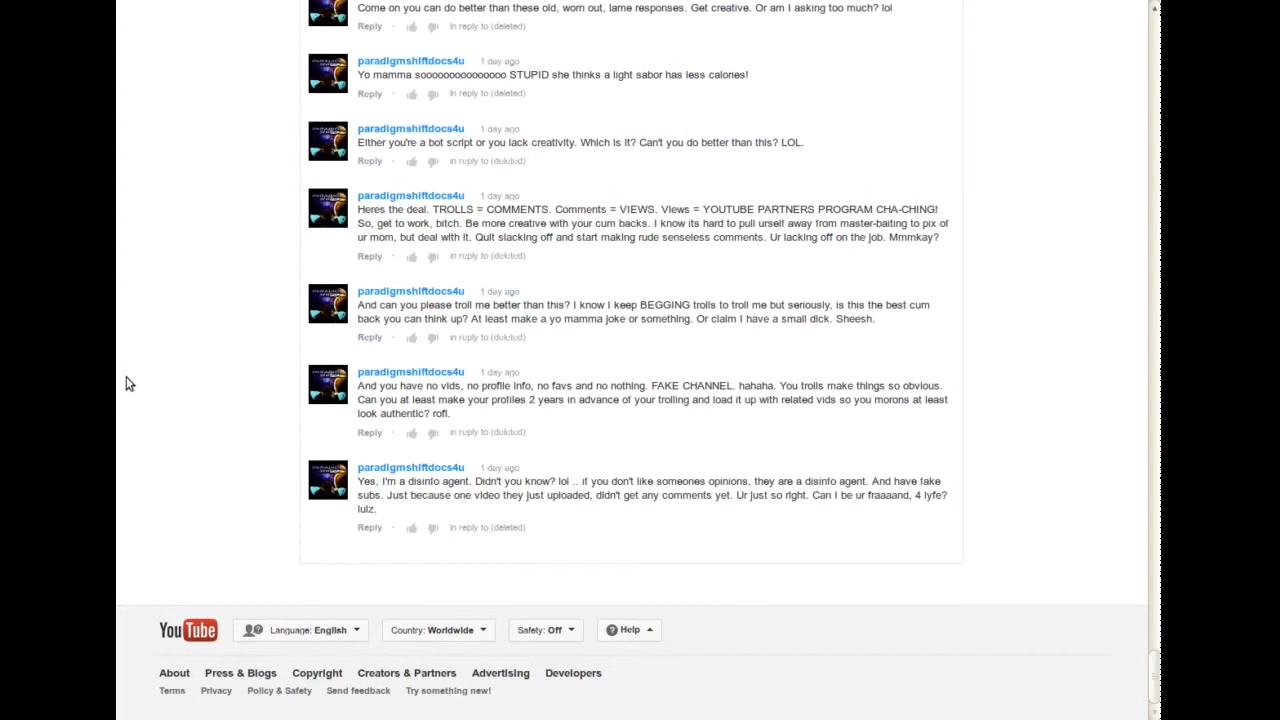 Come on you can do better than these old, worn out, lame responses. Get creative. Or am I asking too much? lol
Reply · in reply to (deleted)
paradigmshiftdocs4u 1 day ago
Yo mamma sooooooooooooooo STUPID she thinks a light sabor has less calories!
Reply · in reply to (deleted)
paradigmshiftdocs4u 1 day ago
Either you're a bot script or you lack creativity. Which is it? Can't you do better than this? LOL.
Reply · in reply to (deleted)
paradigmshiftdocs4u 1 day ago
Heres the deal. TROLLS = COMMENTS. Comments = VIEWS. Views = YOUTUBE PARTNERS PROGRAM CHA-CHING!
So, get to work, bitch. Be more creative with your cum backs. I know its hard to pull urself away from master-baiting to pix of
ur mom, but deal with it. Quit slacking off and start making rude senseless comments. Ur lacking off on the job. Mmmkay?
Reply · in reply to (deleted)
paradigmshiftdocs4u 1 day ago
And can you please troll me better than this? I know I keep BEGGING trolls to troll me but seriously, is this the best cum
back you can think up? At least make a yo mamma joke or something. Or claim I have a small dick. Sheesh.
Reply · in reply to (deleted)
paradigmshiftdocs4u 1 day ago
And you have no vids, no profile info, no favs and no nothing. FAKE CHANNEL. hahaha. You trolls make things so obvious.
Can you at least make your profiles 2 years in advance of your trolling and load it up with related vids so you morons at least
look authentic? rofl.
Reply · in reply to (deleted)
paradigmshiftdocs4u 1 day ago
Yes, I'm a disinfo agent. Didn't you know? lol .. if you don't like someones opinions, they are a disinfo agent. And have fake
subs. Just because one video they just uploaded, didn't get any comments yet. Ur just so right. Can I be ur fraaaand, 4 lyfe?
lulz.
Reply · in reply to (deleted)
YouTube Language: English Country: Worldwide Safety: Off Help
About Press & Blogs Copyright Creators & Partners Advertising Developers
Terms Privacy Policy & Safety Send feedback Try something new!